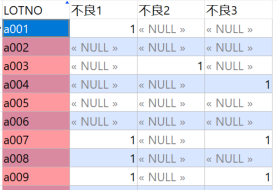 LOTNO 不良1 不良2 不良3
a001 1 « NULL » « NULL »
a002 « NULL » « NULL » « NULL »
a003 « NULL » 1 « NULL »
a004 « NULL » « NULL » 1
a005 « NULL » « NULL » « NULL »
a006 « NULL » « NULL » « NULL »
a007 1 « NULL » 1
a008 1 « NULL » « NULL »
a009 1 « NULL » 1